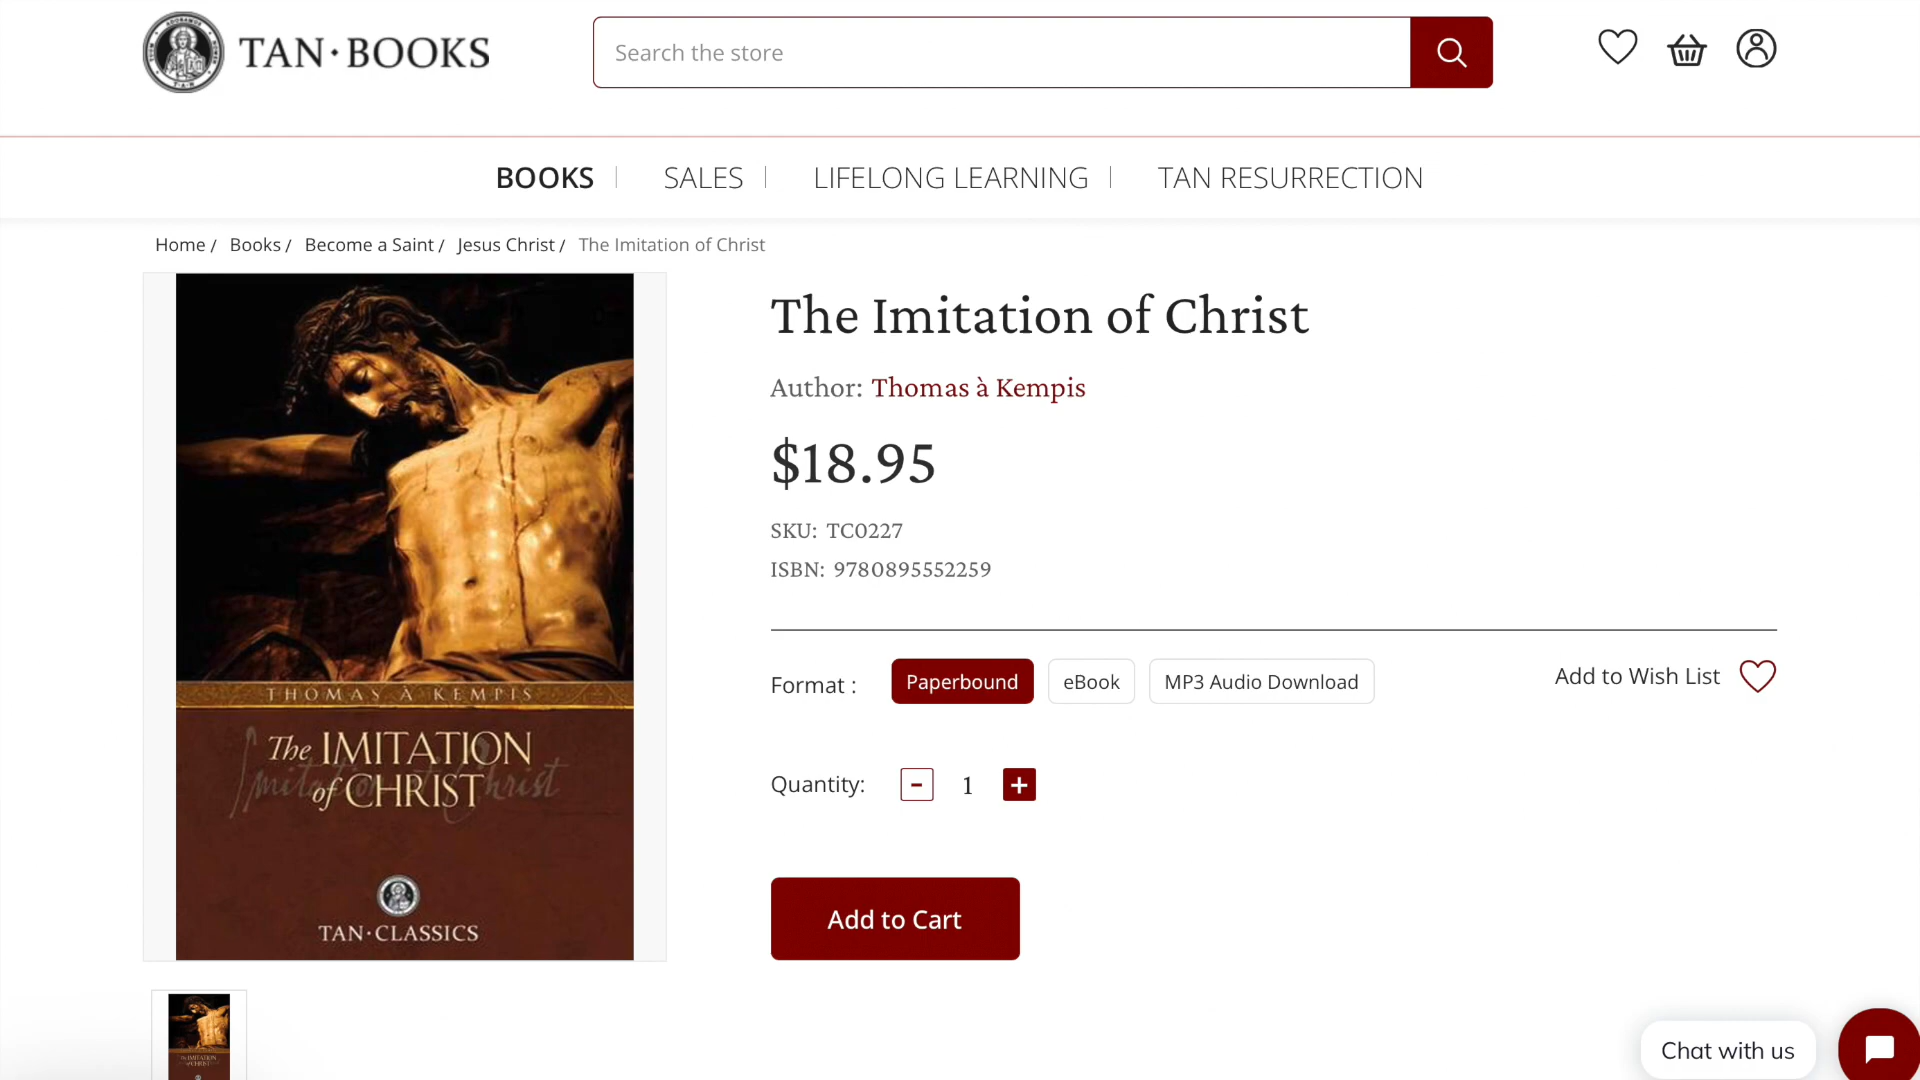 TAN·BOOKS
Search the store
BOOKS
SALES
LIFELONG LEARNING
TAN RESURRECTION
Home / Books / Become a Saint / Jesus Christ / The Imitation of Christ
THOMAS À KEMPIS
The IMITATION
of CHRIST
TAN·CLASSICS
The Imitation of Christ
Author: Thomas à Kempis
$18.95
SKU: TC0227
ISBN: 9780895552259
Format : Paperbound eBook MP3 Audio Download
Add to Wish List
Quantity: - 1 +
Add to Cart
Chat with us